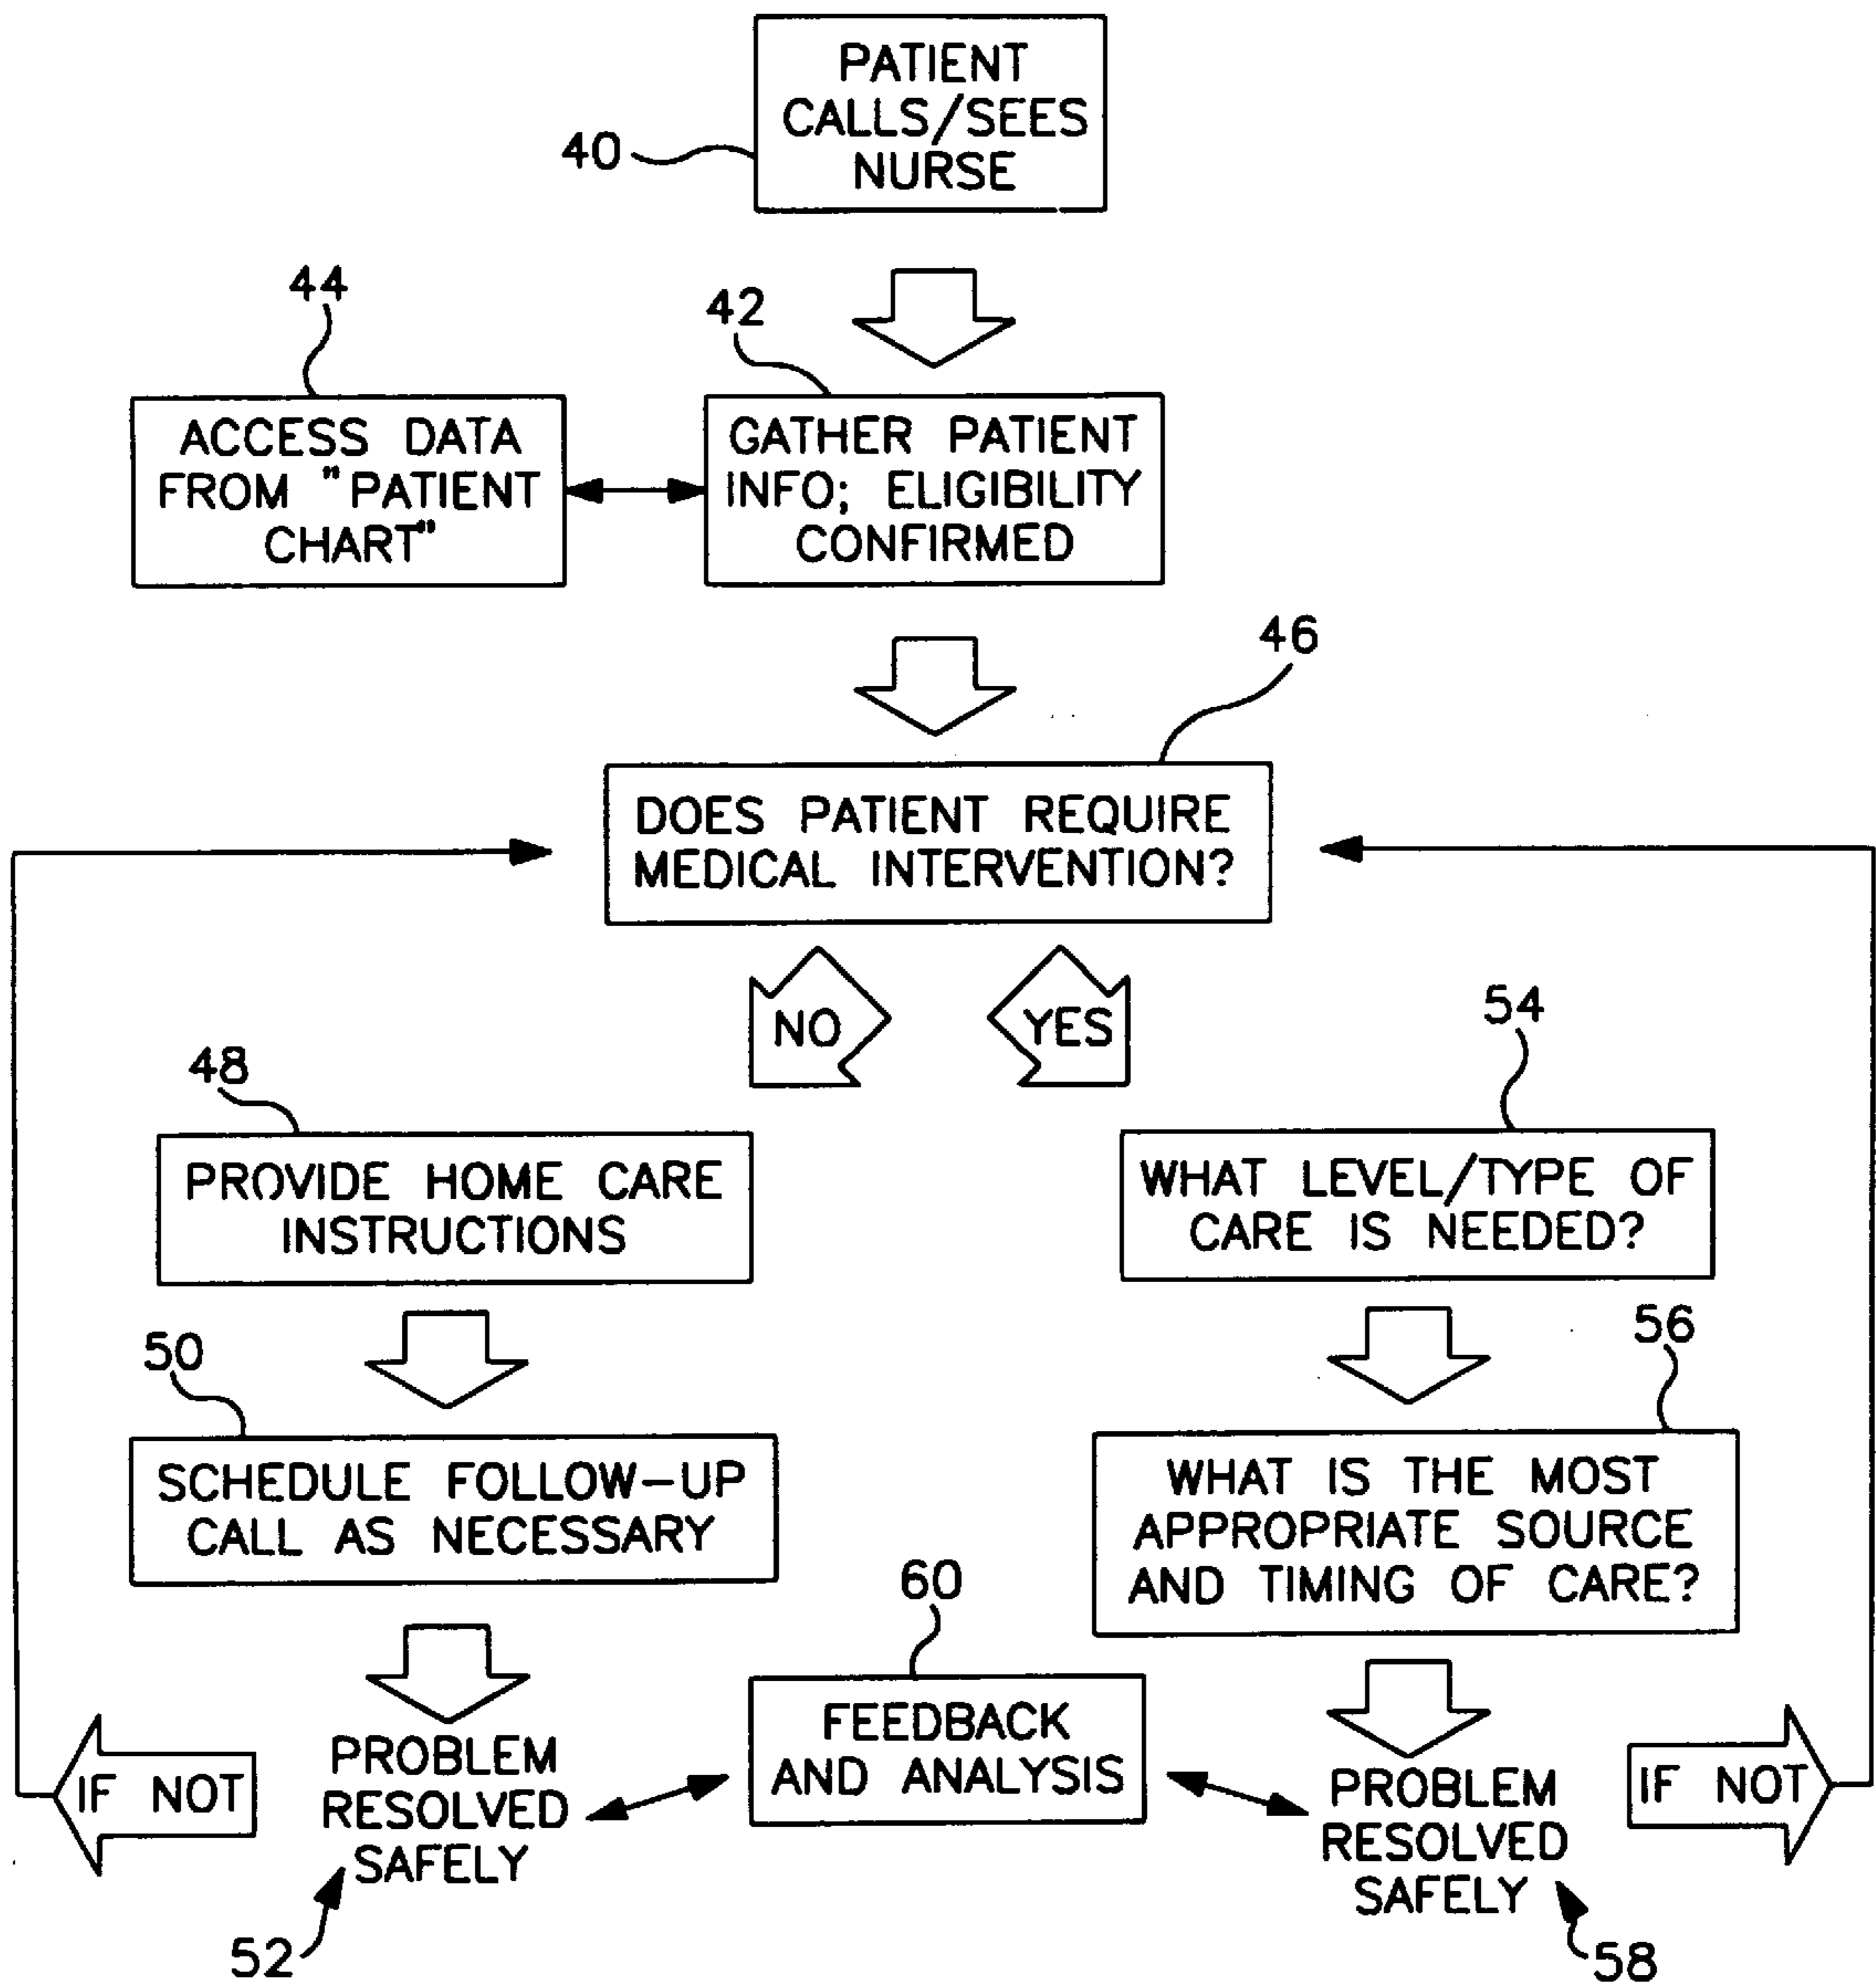 PATIENT
CALLS/SEES
NURSE
40
44
42
ACCESS DATA
FROM "PATIENT
CHART"
GATHER PATIENT
INFO; ELIGIBILITY
CONFIRMED
46
DOES PATIENT REQUIRE
MEDICAL INTERVENTION?
NO
YES
48
PROVIDE HOME CARE
INSTRUCTIONS
54
WHAT LEVEL/TYPE OF
CARE IS NEEDED?
50
SCHEDULE FOLLOW-UP
CALL AS NECESSARY
56
WHAT IS THE MOST
APPROPRIATE SOURCE
AND TIMING OF CARE?
60
FEEDBACK
AND ANALYSIS
IF NOT
PROBLEM
RESOLVED
SAFELY
52
PROBLEM
RESOLVED
SAFELY
58
IF NOT